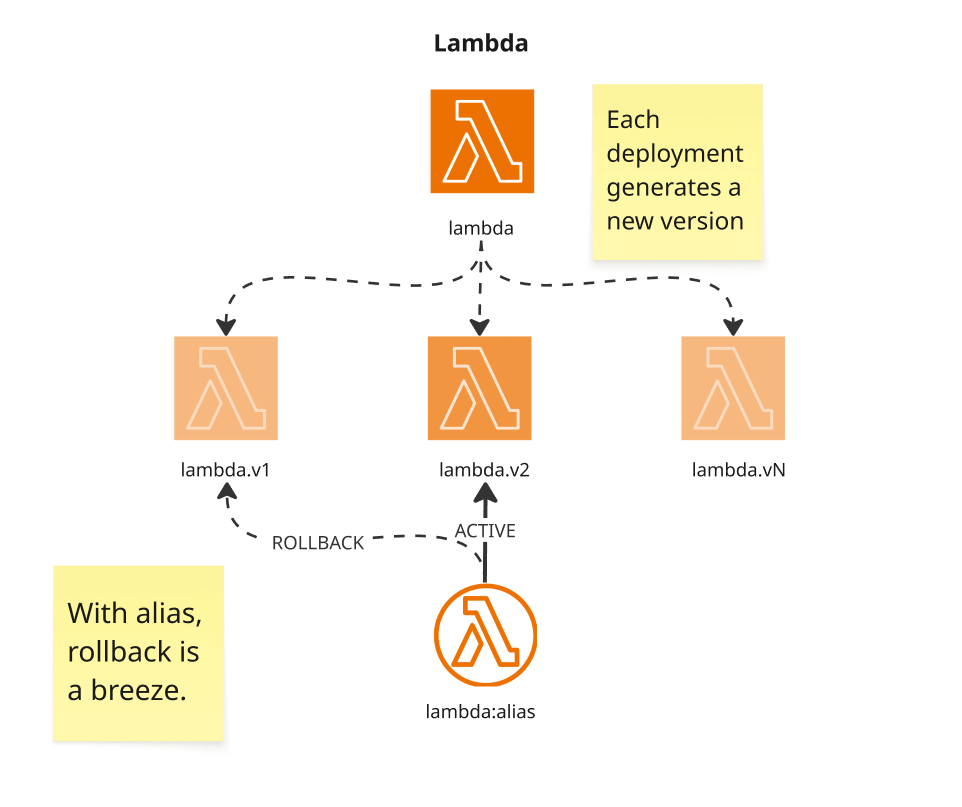 Lambda
Each
deployment
generates a
new version
lambda
lambda.v1
lambda.v2
lambda.vN
ACTIVE
ROLLBACK
With alias,
rollback is
a breeze.
lambda:alias